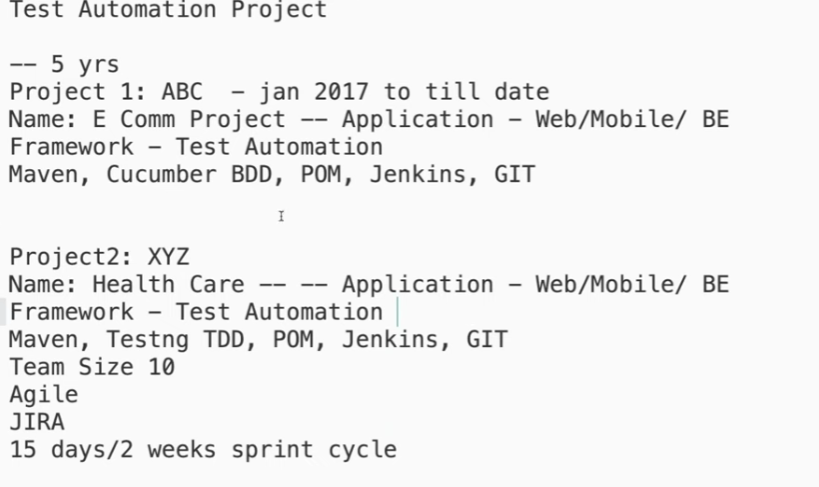 Test Automation Project
-- 5 yrs
Project 1: ABC  - jan 2017 to till date
Name: E Comm Project -- Application - Web/Mobile/ BE
Framework - Test Automation
Maven, Cucumber BDD, POM, Jenkins, GIT
Project2: XYZ
Name: Health Care -- -- Application - Web/Mobile/ BE
Framework - Test Automation
Maven, Testng TDD, POM, Jenkins, GIT
Team Size 10
Agile
JIRA
15 days/2 weeks sprint cycle